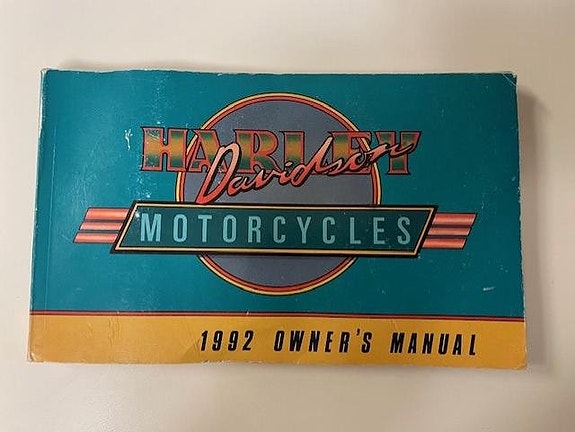 HARLEY
Davidson
MOTORCYCLES
1992 OWNER'S MANUAL